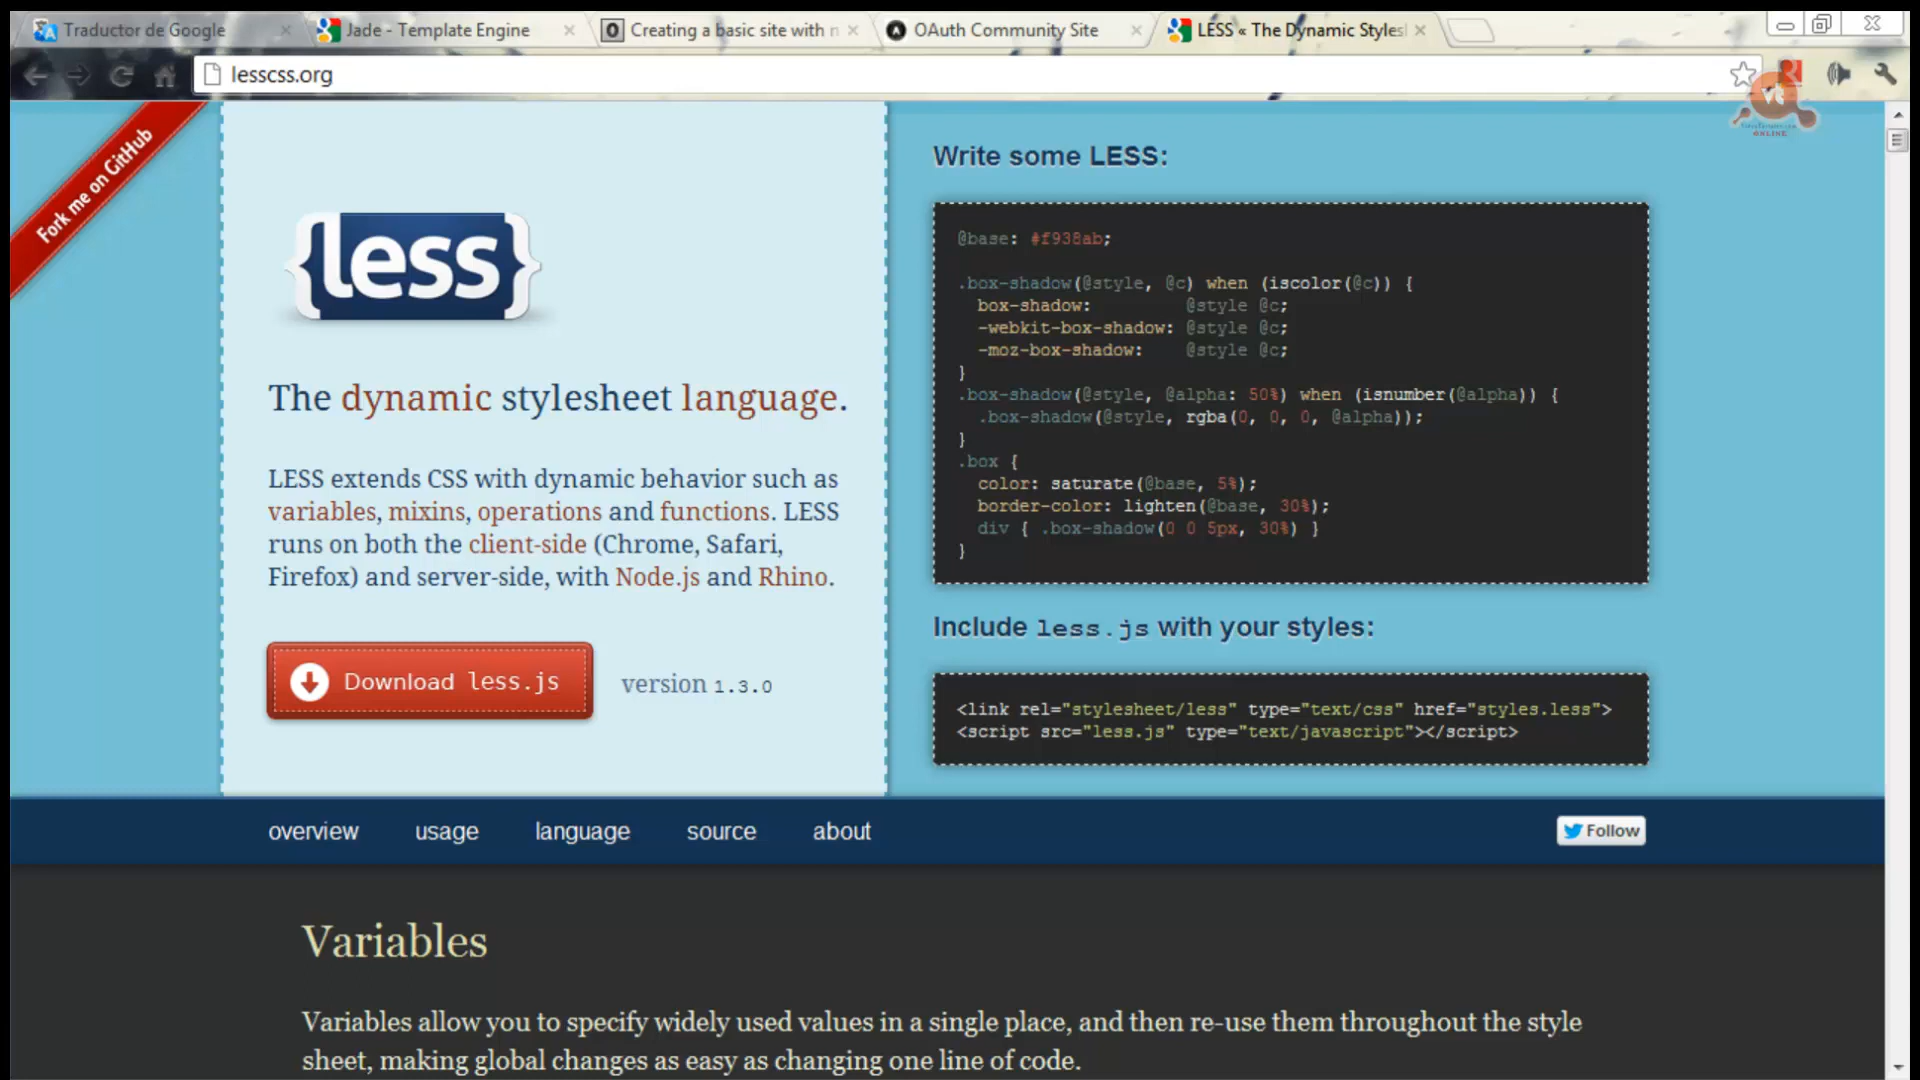 Traductor de Google
Jade - Template Engine
Creating a basic site with n
OAuth Community Site
LESS « The Dynamic Styles
lesscss.org
Fork me on GitHub
{less}
The dynamic stylesheet language.
LESS extends CSS with dynamic behavior such as
variables, mixins, operations and functions. LESS
runs on both the client-side (Chrome, Safari,
Firefox) and server-side, with Node.js and Rhino.
Download less.js
version 1.3.0
Write some LESS:
@base: #f938ab;
.box-shadow(@style, @c) when (iscolor(@c)) {
box-shadow: @style @c;
-webkit-box-shadow: @style @c;
-moz-box-shadow: @style @c;
}
.box-shadow(@style, @alpha: 50%) when (isnumber(@alpha)) {
.box-shadow(@style, rgba(0, 0, 0, @alpha));
}
.box {
color: saturate(@base, 5%);
border-color: lighten(@base, 30%);
div { .box-shadow(0 0 5px, 30%) }
}
Include less.js with your styles:
<link rel="stylesheet/less" type="text/css" href="styles.less">
<script src="less.js" type="text/javascript"></script>
overview usage language source about
Follow
Variables
Variables allow you to specify widely used values in a single place, and then re-use them throughout the style
sheet, making global changes as easy as changing one line of code.
ONLINE